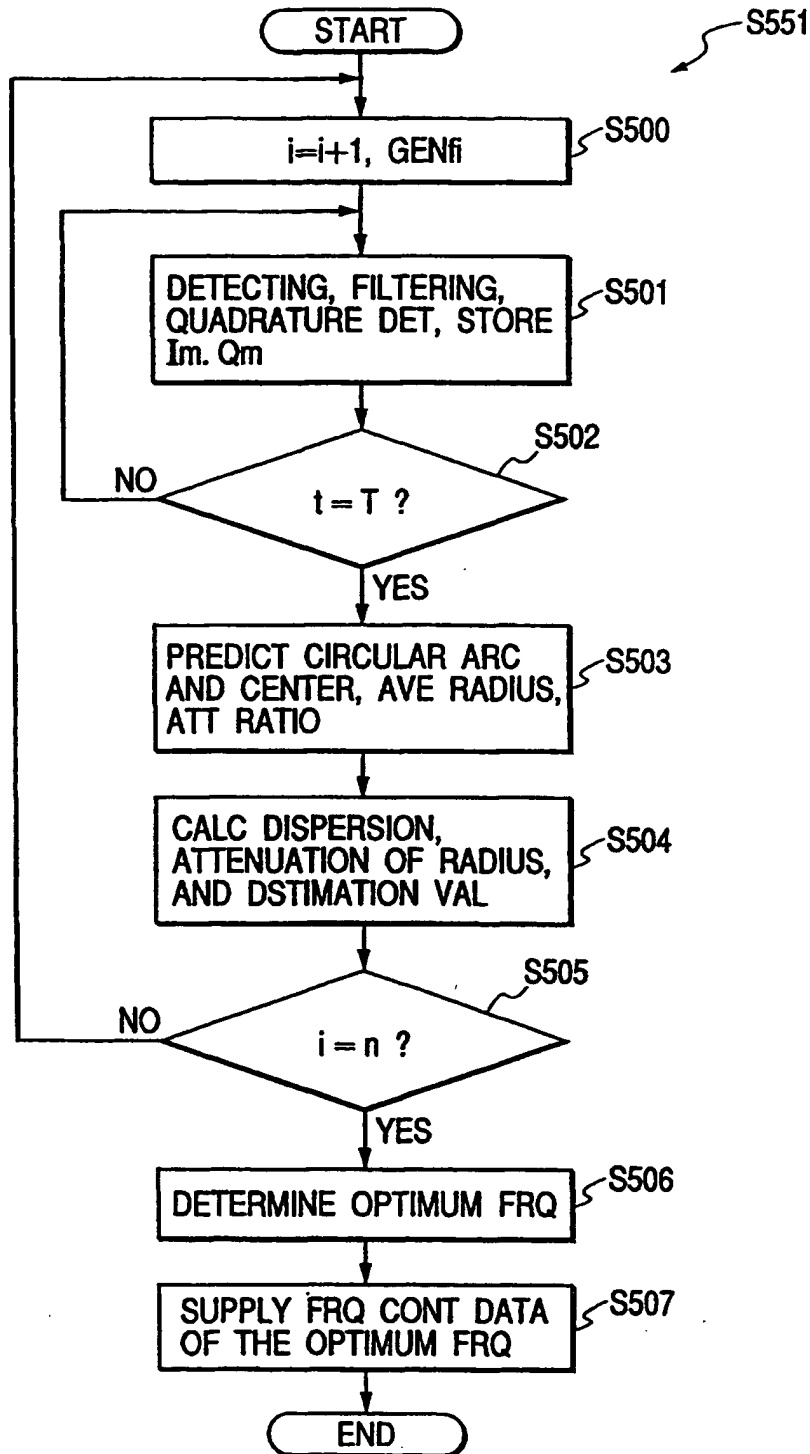 START
S551
i=i+1, GENfi
S500
DETECTING, FILTERING,
QUADRATURE DET, STORE
Im. Qm
S501
S502
t = T ?
NO
YES
PREDICT CIRCULAR ARC
AND CENTER, AVE RADIUS,
ATT RATIO
S503
CALC DISPERSION,
ATTENUATION OF RADIUS,
AND DSTIMATION VAL
S504
S505
i = n ?
NO
YES
DETERMINE OPTIMUM FRQ
S506
SUPPLY FRQ CONT DATA
OF THE OPTIMUM FRQ
S507
END